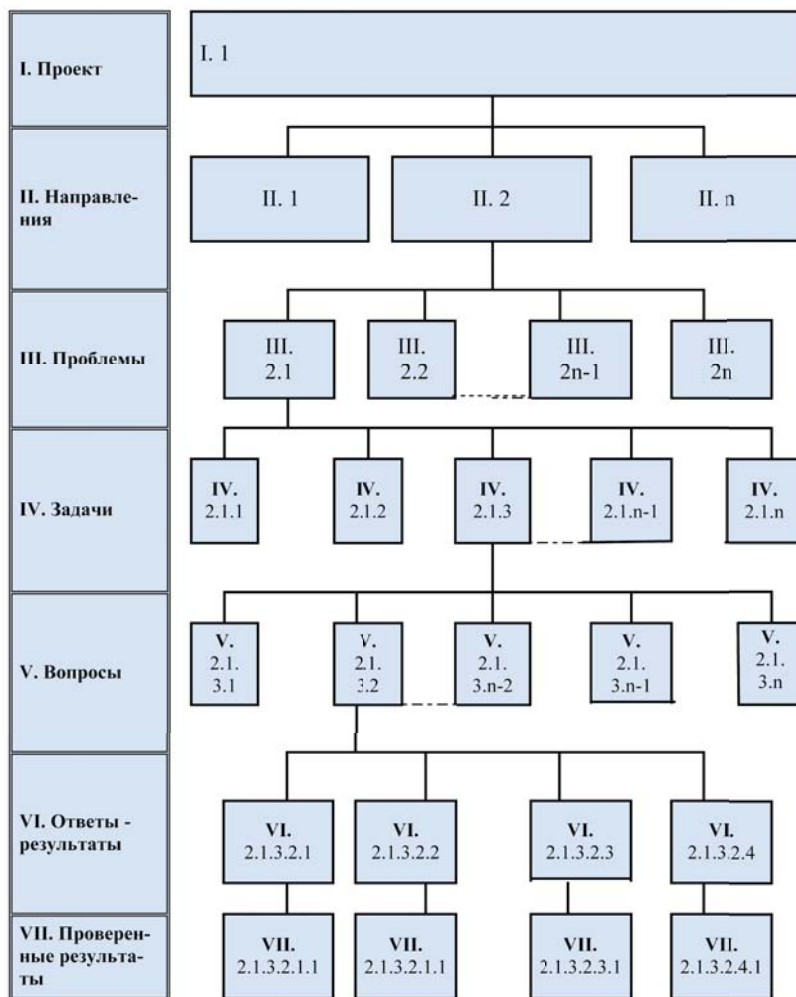 I. Проект
I. 1
II. Направле-
ния
II. 1
II. 2
II. n
III. Проблемы
III.
2.1
III.
2.2
III.
2n-1
III.
2n
IV. Задачи
IV.
2.1.1
IV.
2.1.2
IV.
2.1.3
IV.
2.1.n-1
IV.
2.1.n
V. Вопросы
V.
2.1.
3.1
V.
2.1.
3.2
V.
2.1.
3.n-2
V.
2.1.
3.n-1
V.
2.1.
3.n
VI. Ответы -
результаты
VI.
2.1.3.2.1
VI.
2.1.3.2.2
VI.
2.1.3.2.3
VI.
2.1.3.2.4
VII. Проверен-
ные результа-
ты
VII.
2.1.3.2.1.1
VII.
2.1.3.2.1.1
VII.
2.1.3.2.3.1
VII.
2.1.3.2.4.1